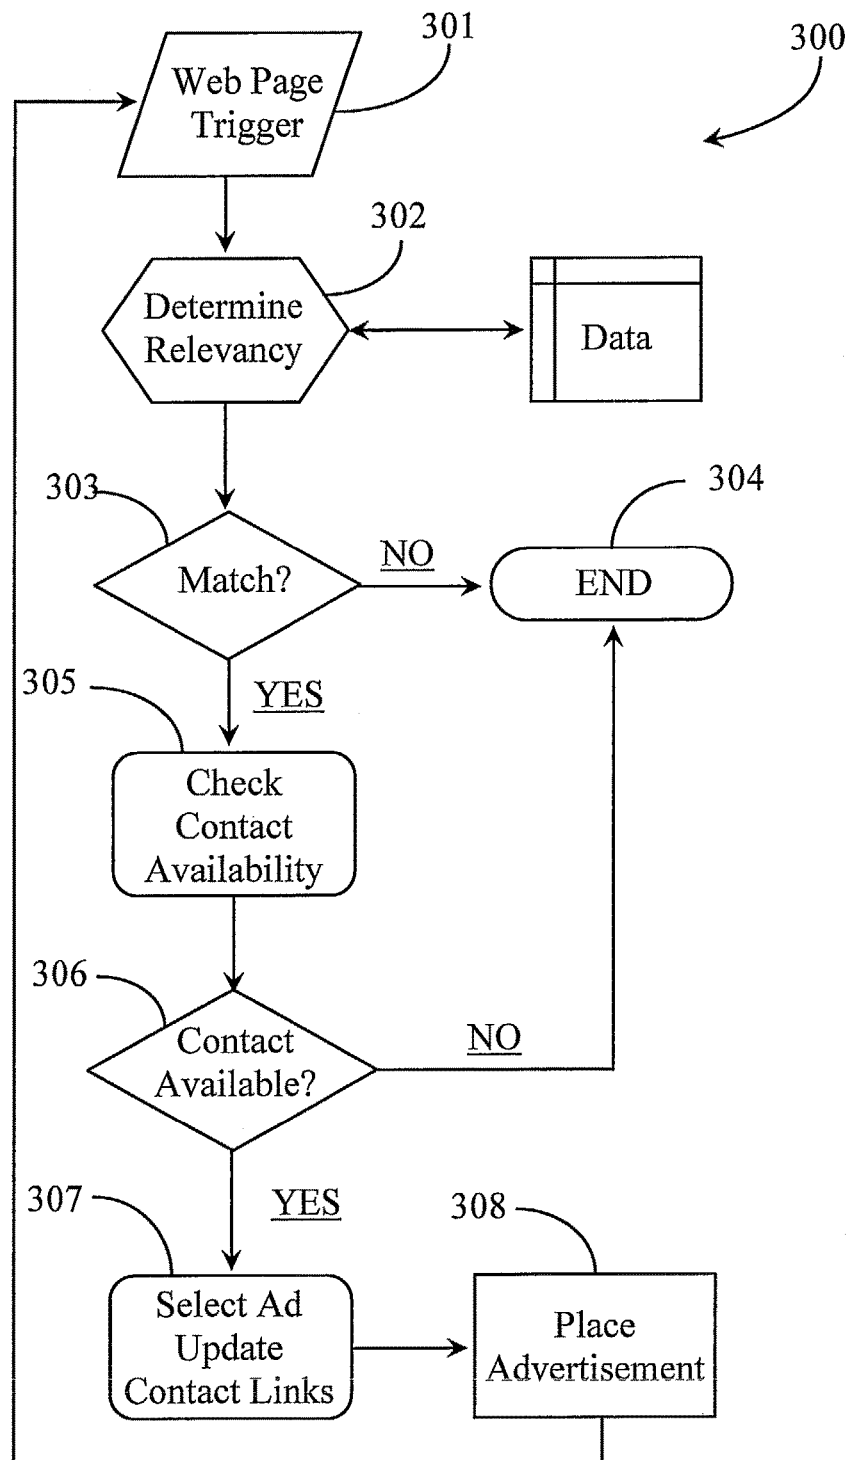 301
300
Web Page
Trigger
302
Determine
Relevancy
Data
303
304
NO
Match?
END
305
YES
Check
Contact
Availability
306
Contact
Available?
NO
307
YES
308
Select Ad
Update
Contact Links
Place
Advertisement